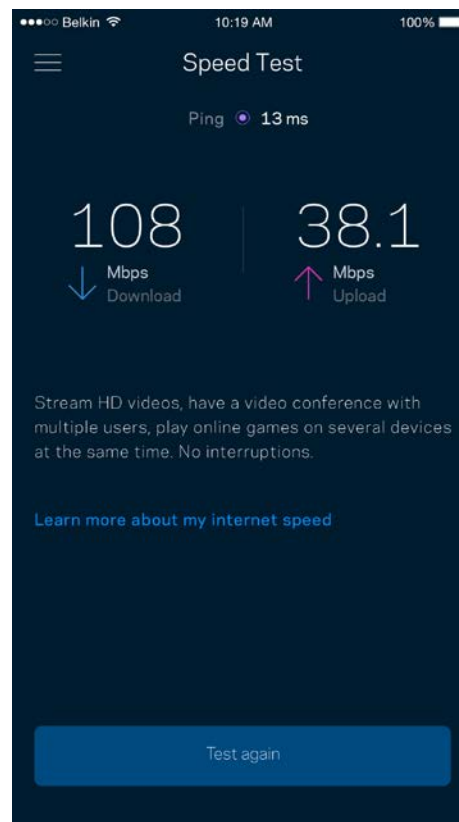 Belkin 10:19 AM 100%
Speed Test
Ping 13 ms
108 38.1
Mbps Mbps
Download Upload
Stream HD videos, have a video conference with
multiple users, play online games on several devices
at the same time. No interruptions.
Learn more about my internet speed
Test again